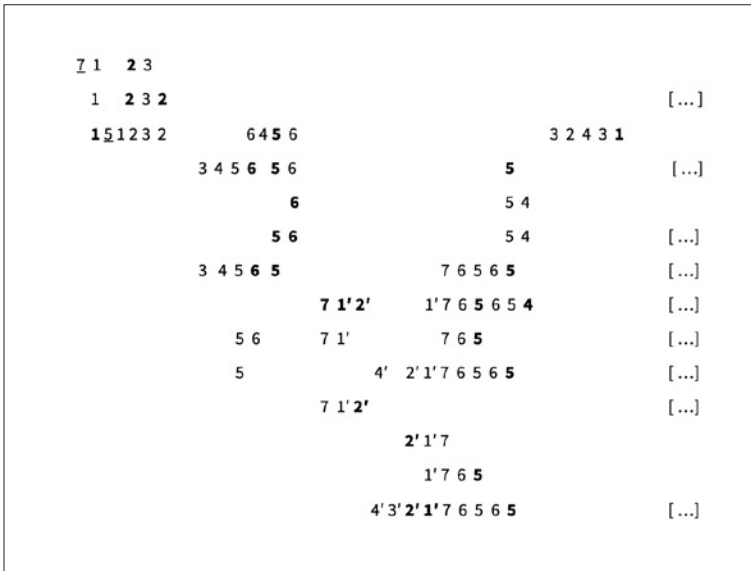 7 1 2 3
1 2 3 2 [...]
1 5 1 2 3 2 6 4 5 6 3 2 4 3 1
3 4 5 6 5 6 5 [...]
6 5 4
5 6 5 4 [...]
3 4 5 6 5 7 6 5 6 5 [...]
7 1' 2' 1' 7 6 5 6 5 4 [...]
5 6 7 1' 7 6 5 [...]
5 4' 2' 1' 7 6 5 6 5 [...]
7 1' 2' [...]
2' 1' 7
1' 7 6 5
4' 3' 2' 1' 7 6 5 6 5 [...]